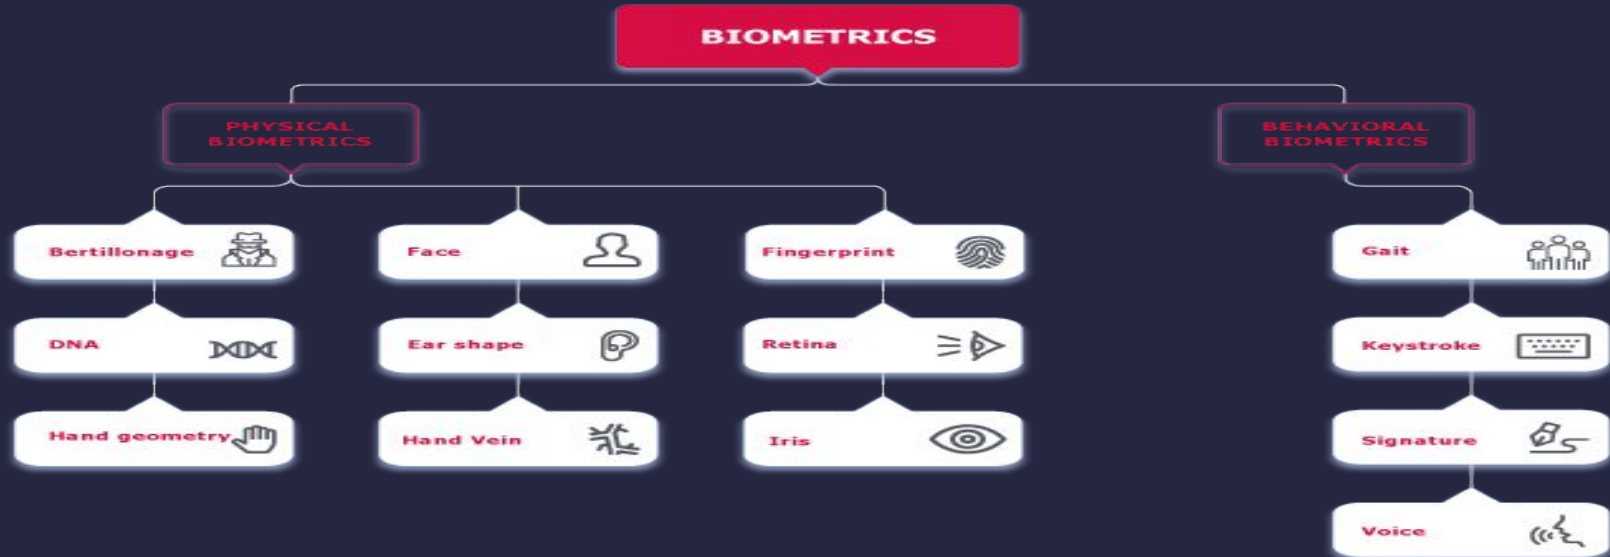 BIOMETRICS
PHYSICAL
BIOMETRICS
BEHAVIORAL
BIOMETRICS
Bertillonage
Face
Fingerprint
Gait
DNA
Ear shape
Retina
Keystroke
Hand geometry
Hand Vein
Iris
Signature
Voice